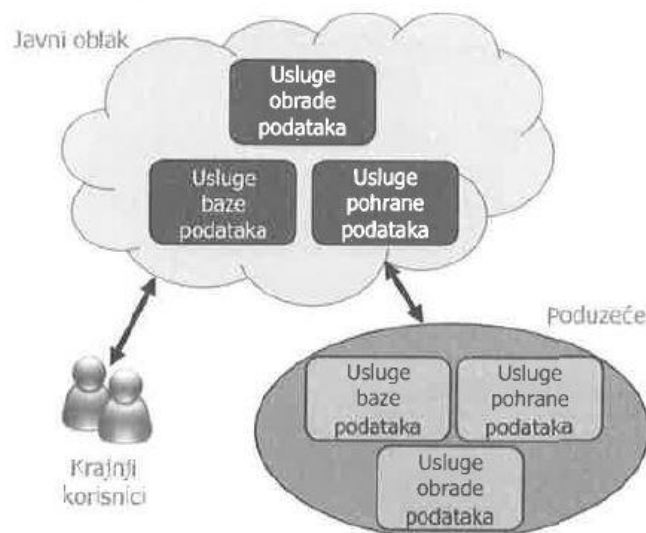 Javni oblak
Usluge
obrade
podataka
Usluge
baze
podataka
Usluge
pohrane
podataka
Poduzeće
Usluge
baze
podataka
Usluge
pohrane
podataka
Usluge
obrade
podataka
Krajnji
korisnici